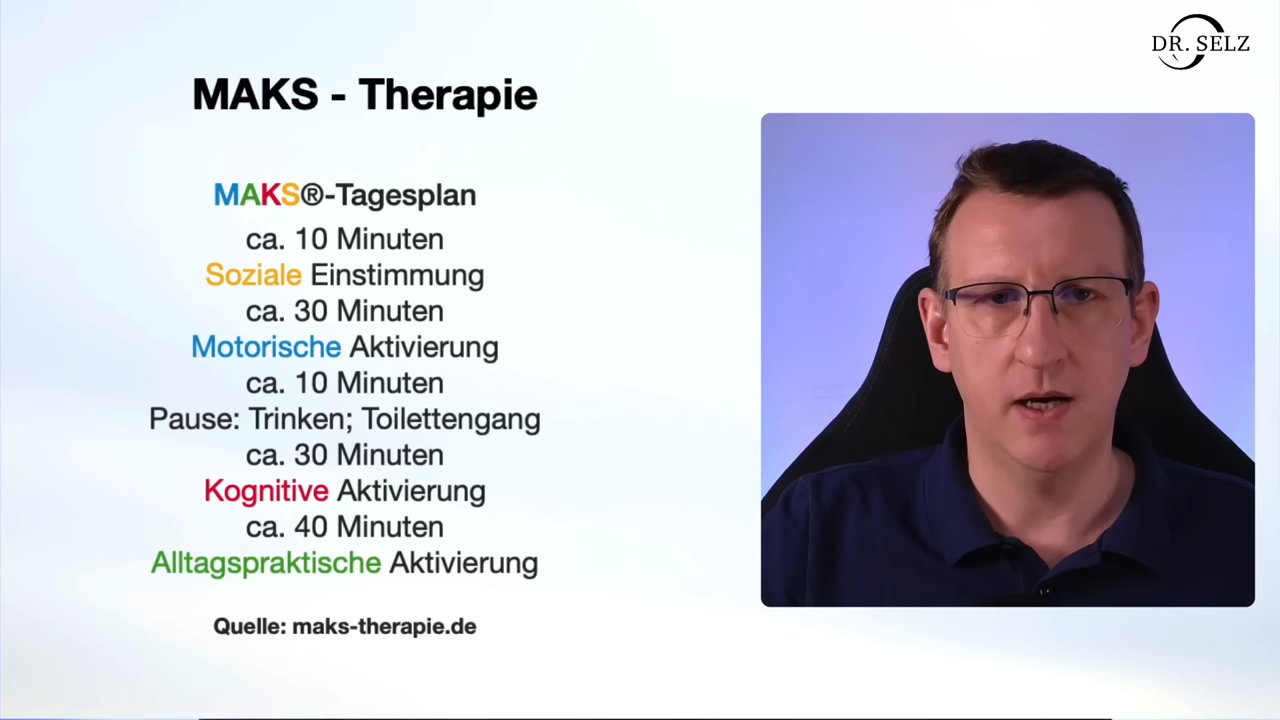 DR. SELZ
MAKS - Therapie
MAKS®-Tagesplan
ca. 10 Minuten
Soziale Einstimmung
ca. 30 Minuten
Motorische Aktivierung
ca. 10 Minuten
Pause: Trinken; Toilettengang
ca. 30 Minuten
Kognitive Aktivierung
ca. 40 Minuten
Alltagspraktische Aktivierung
Quelle: maks-therapie.de